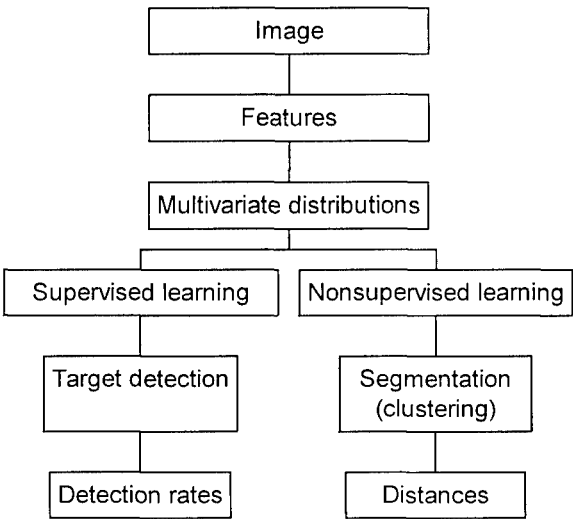 Image
Features
Multivariate distributions
Supervised learning
Nonsupervised learning
Target detection
Segmentation
(clustering)
Detection rates
Distances